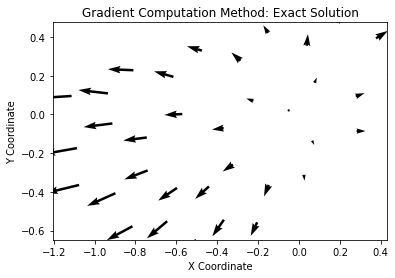 Gradient Computation Method: Exact Solution
0.4
0.2
0.0
−0.2
−0.4
−0.6
Y Coordinate
−1.2 −1.0 −0.8 −0.6 −0.4 −0.2 0.0 0.2 0.4
X Coordinate